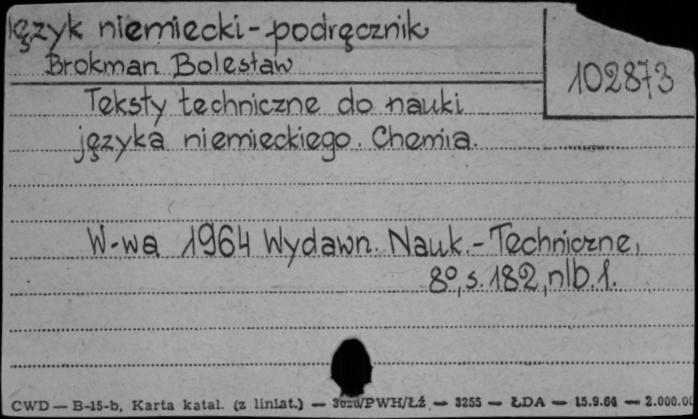 Język niemiecki - podręcznik
Brokman Bolesław
102873
Teksty techniczne do nauki
języka niemieckiego. Chemia.
W-wa 1964 Wydawn. Nauk.-Techniczne,
8°, s. 182, nlb. 1.
CWD — B-15-b, Karta katal. (z liniat.) — /PWH/Łź — 3255 — ŁDA — 15.9.64 — 2.000.00